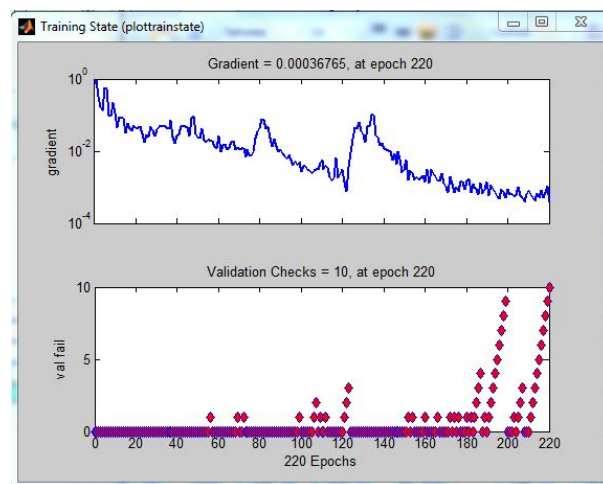 Training State (plottrainstate)
Gradient = 0.00036765, at epoch 220
10^0
10^-2
10^-4
gradient
Validation Checks = 10, at epoch 220
10
5
0
val fail
0 20 40 60 80 100 120 140 160 180 200 220
220 Epochs